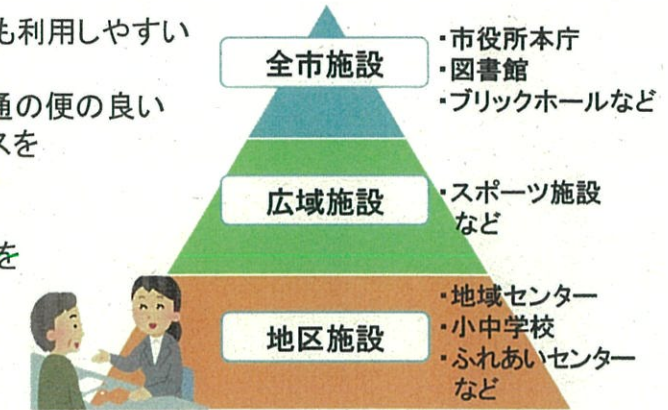 も利用しやすい
通の便の良い
スを
を
全市施設
・市役所本庁
・図書館
・ブリックホールなど
広域施設
・スポーツ施設
など
地区施設
・地域センター
・小中学校
・ふれあいセンター
など